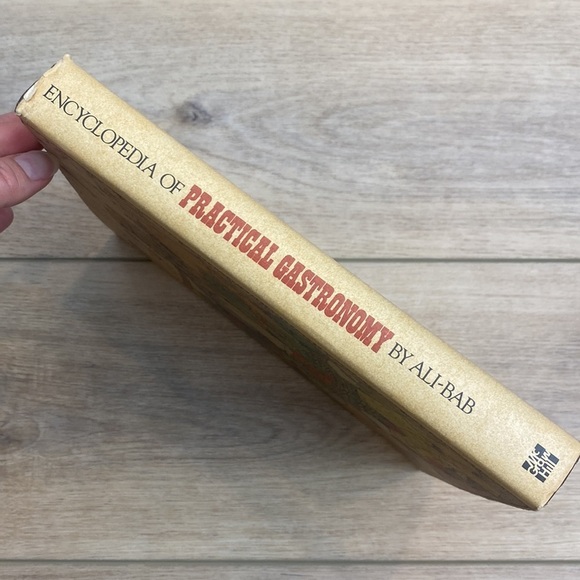 ENCYCLOPEDIA OF PRACTICAL GASTRONOMY BY ALI-BAB